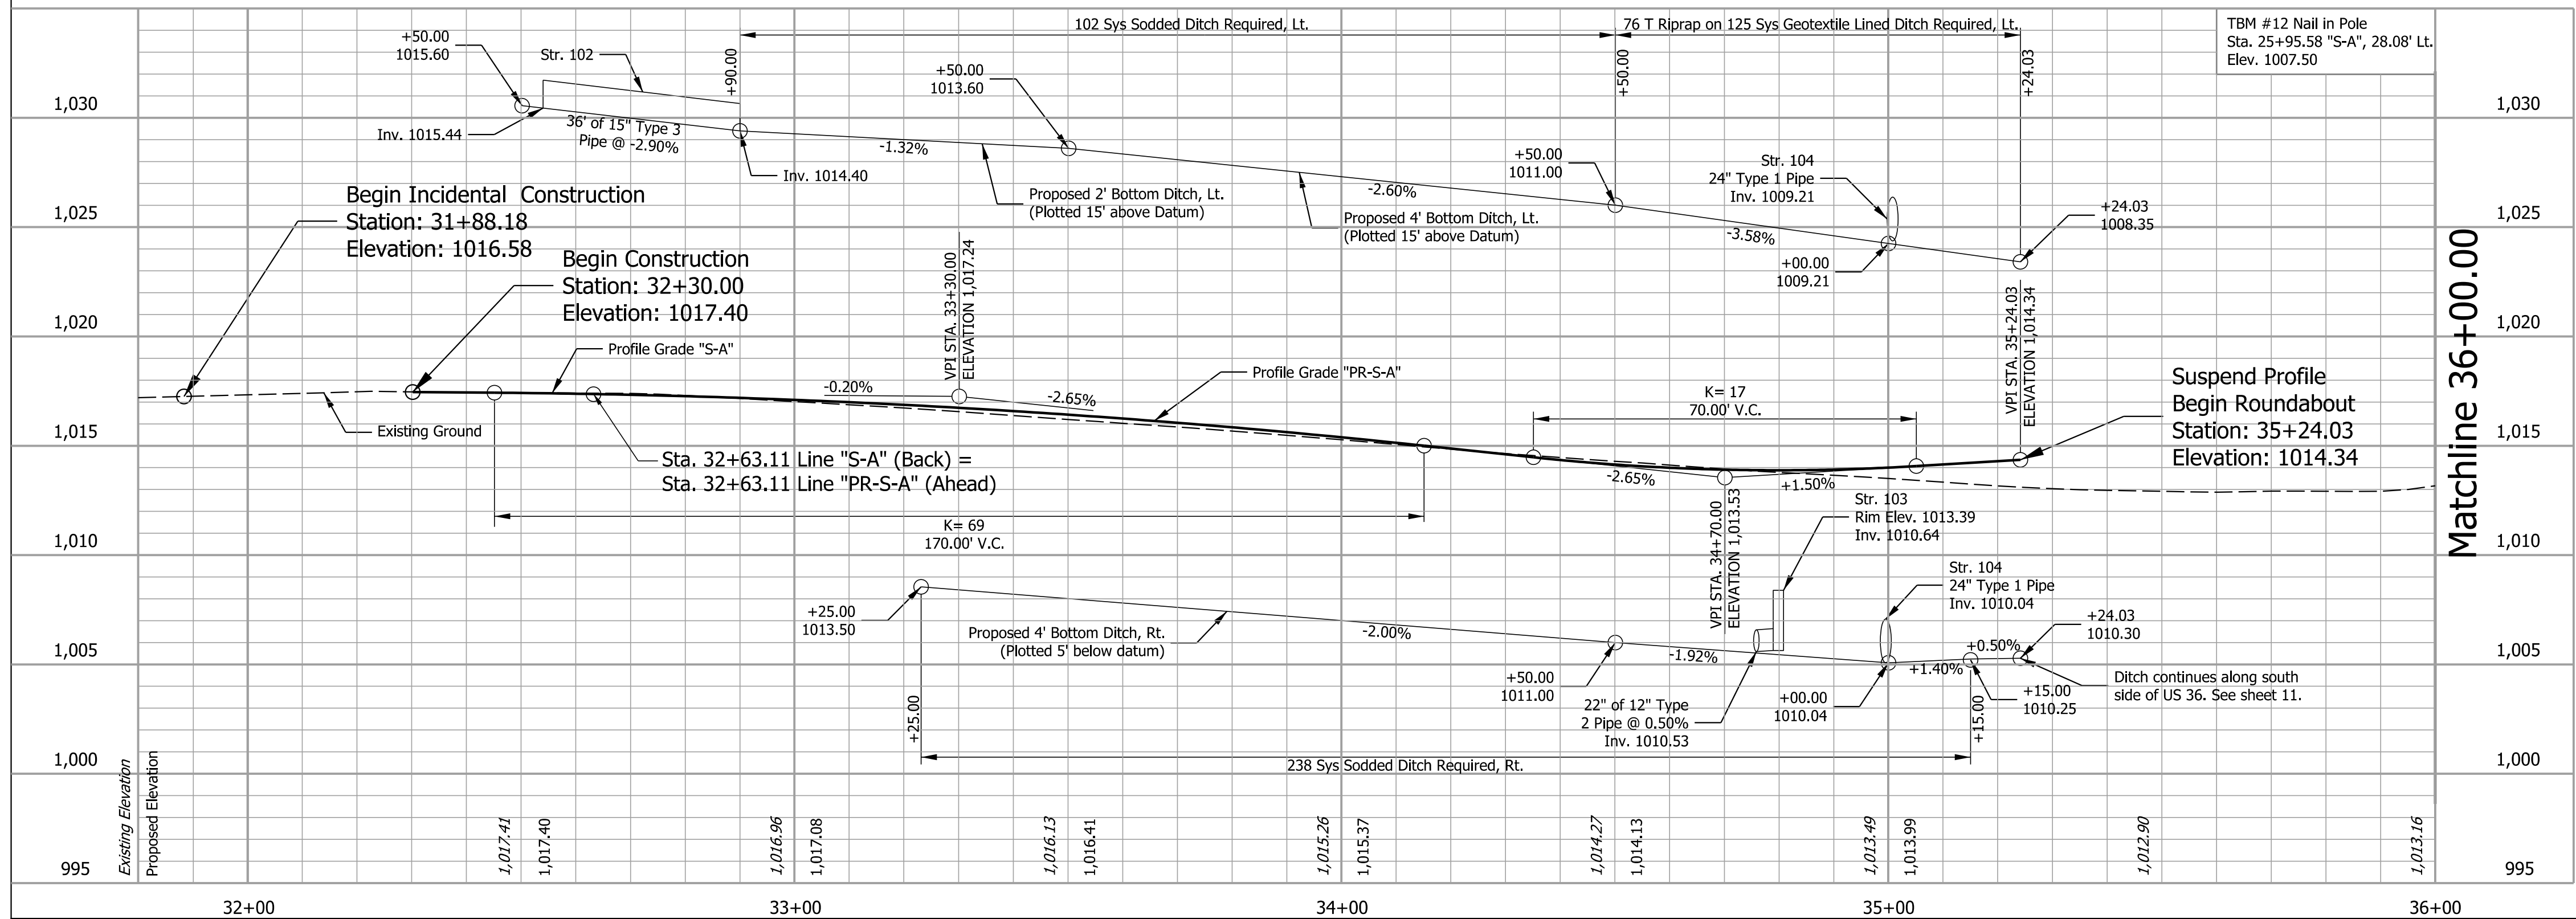 102 Sys Sodded Ditch Required, Lt.
76 T Riprap on 125 Sys Geotextile Lined Ditch Required, Lt.
TBM #12 Nail in Pole
Sta. 25+95.58 "S-A", 28.08' Lt.
Elev. 1007.50
+50.00
1015.60
Str. 102
+90.00
+50.00
1013.60
+50.00
+24.03
1,030
1,030
Inv. 1015.44
36' of 15" Type 3
Pipe @ -2.90%
Inv. 1014.40
-1.32%
Proposed 2' Bottom Ditch, Lt.
(Plotted 15' above Datum)
-2.60%
Proposed 4' Bottom Ditch, Lt.
(Plotted 15' above Datum)
+50.00
1011.00
Str. 104
24" Type 1 Pipe
Inv. 1009.21
-3.58%
+00.00
1009.21
+24.03
1008.35
1,025
1,025
Begin Incidental  Construction
Station: 31+88.18
Elevation: 1016.58
Begin Construction
Station: 32+30.00
Elevation: 1017.40
VPI STA. 33+30.00
ELEVATION 1,017.24
VPI STA. 35+24.03
ELEVATION 1,014.34
Matchline 36+00.00
1,020
1,020
Profile Grade "S-A"
-0.20%
-2.65%
Profile Grade "PR-S-A"
K= 17
70.00' V.C.
Suspend Profile
Begin Roundabout
Station: 35+24.03
Elevation: 1014.34
Existing Ground
1,015
1,015
Sta. 32+63.11 Line "S-A" (Back) =
Sta. 32+63.11 Line "PR-S-A" (Ahead)
-2.65%
+1.50%
K= 69
170.00' V.C.
VPI STA. 34+70.00
ELEVATION 1,013.53
Str. 103
Rim Elev. 1013.39
Inv. 1010.64
1,010
1,010
+25.00
1013.50
Proposed 4' Bottom Ditch, Rt.
(Plotted 5' below datum)
-2.00%
-1.92%
Str. 104
24" Type 1 Pipe
Inv. 1010.04
+24.03
1010.30
+0.50%
+1.40%
1,005
1,005
+50.00
1011.00
22" of 12" Type
2 Pipe @ 0.50%
Inv. 1010.53
+00.00
1010.04
+15.00
1010.25
Ditch continues along south
side of US 36. See sheet 11.
+25.00
+15.00
238 Sys Sodded Ditch Required, Rt.
1,000
1,000
Existing Elevation
Proposed Elevation
1,017.41
1,017.40
1,016.96
1,017.08
1,016.13
1,016.41
1,015.26
1,015.37
1,014.27
1,014.13
1,013.49
1,013.99
1,012.90
1,013.16
995
995
32+00
33+00
34+00
35+00
36+00